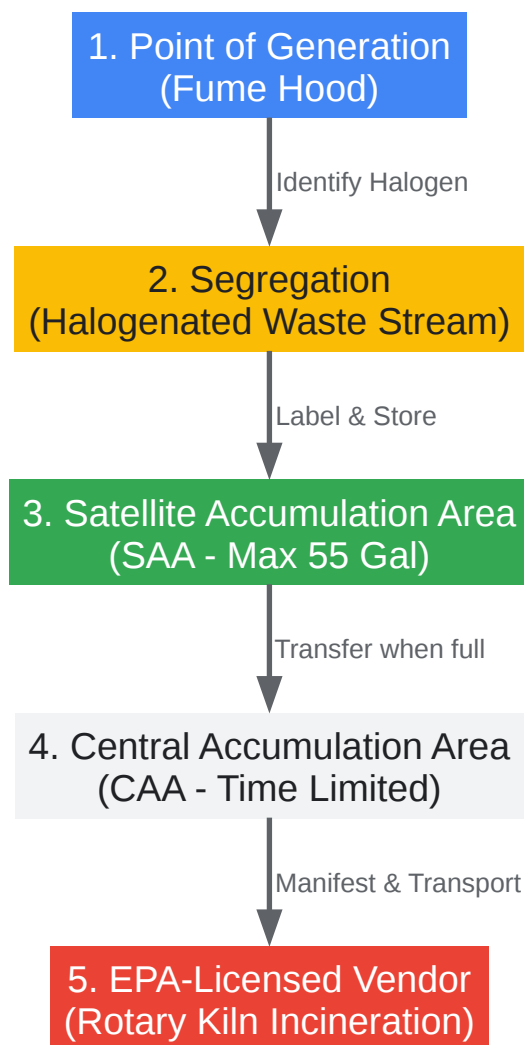 1. Point of Generation
(Fume Hood)
Identify Halogen
2. Segregation
(Halogenated Waste Stream)
Label & Store
3. Satellite Accumulation Area
(SAA - Max 55 Gal)
Transfer when full
4. Central Accumulation Area
(CAA - Time Limited)
Manifest & Transport
5. EPA-Licensed Vendor
(Rotary Kiln Incineration)